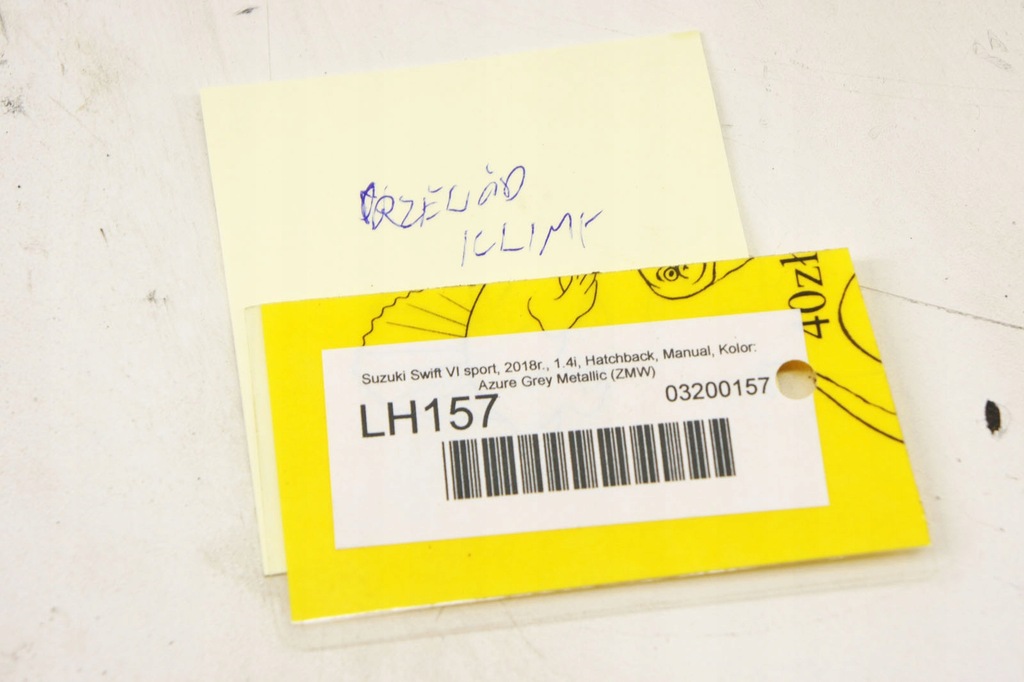 PRZEWÓD
KLIMY
40zł
Suzuki Swift VI sport, 2018r., 1.4i, Hatchback, Manual, Kolor:
Azure Grey Metallic (ZMW)
LH157
03200157